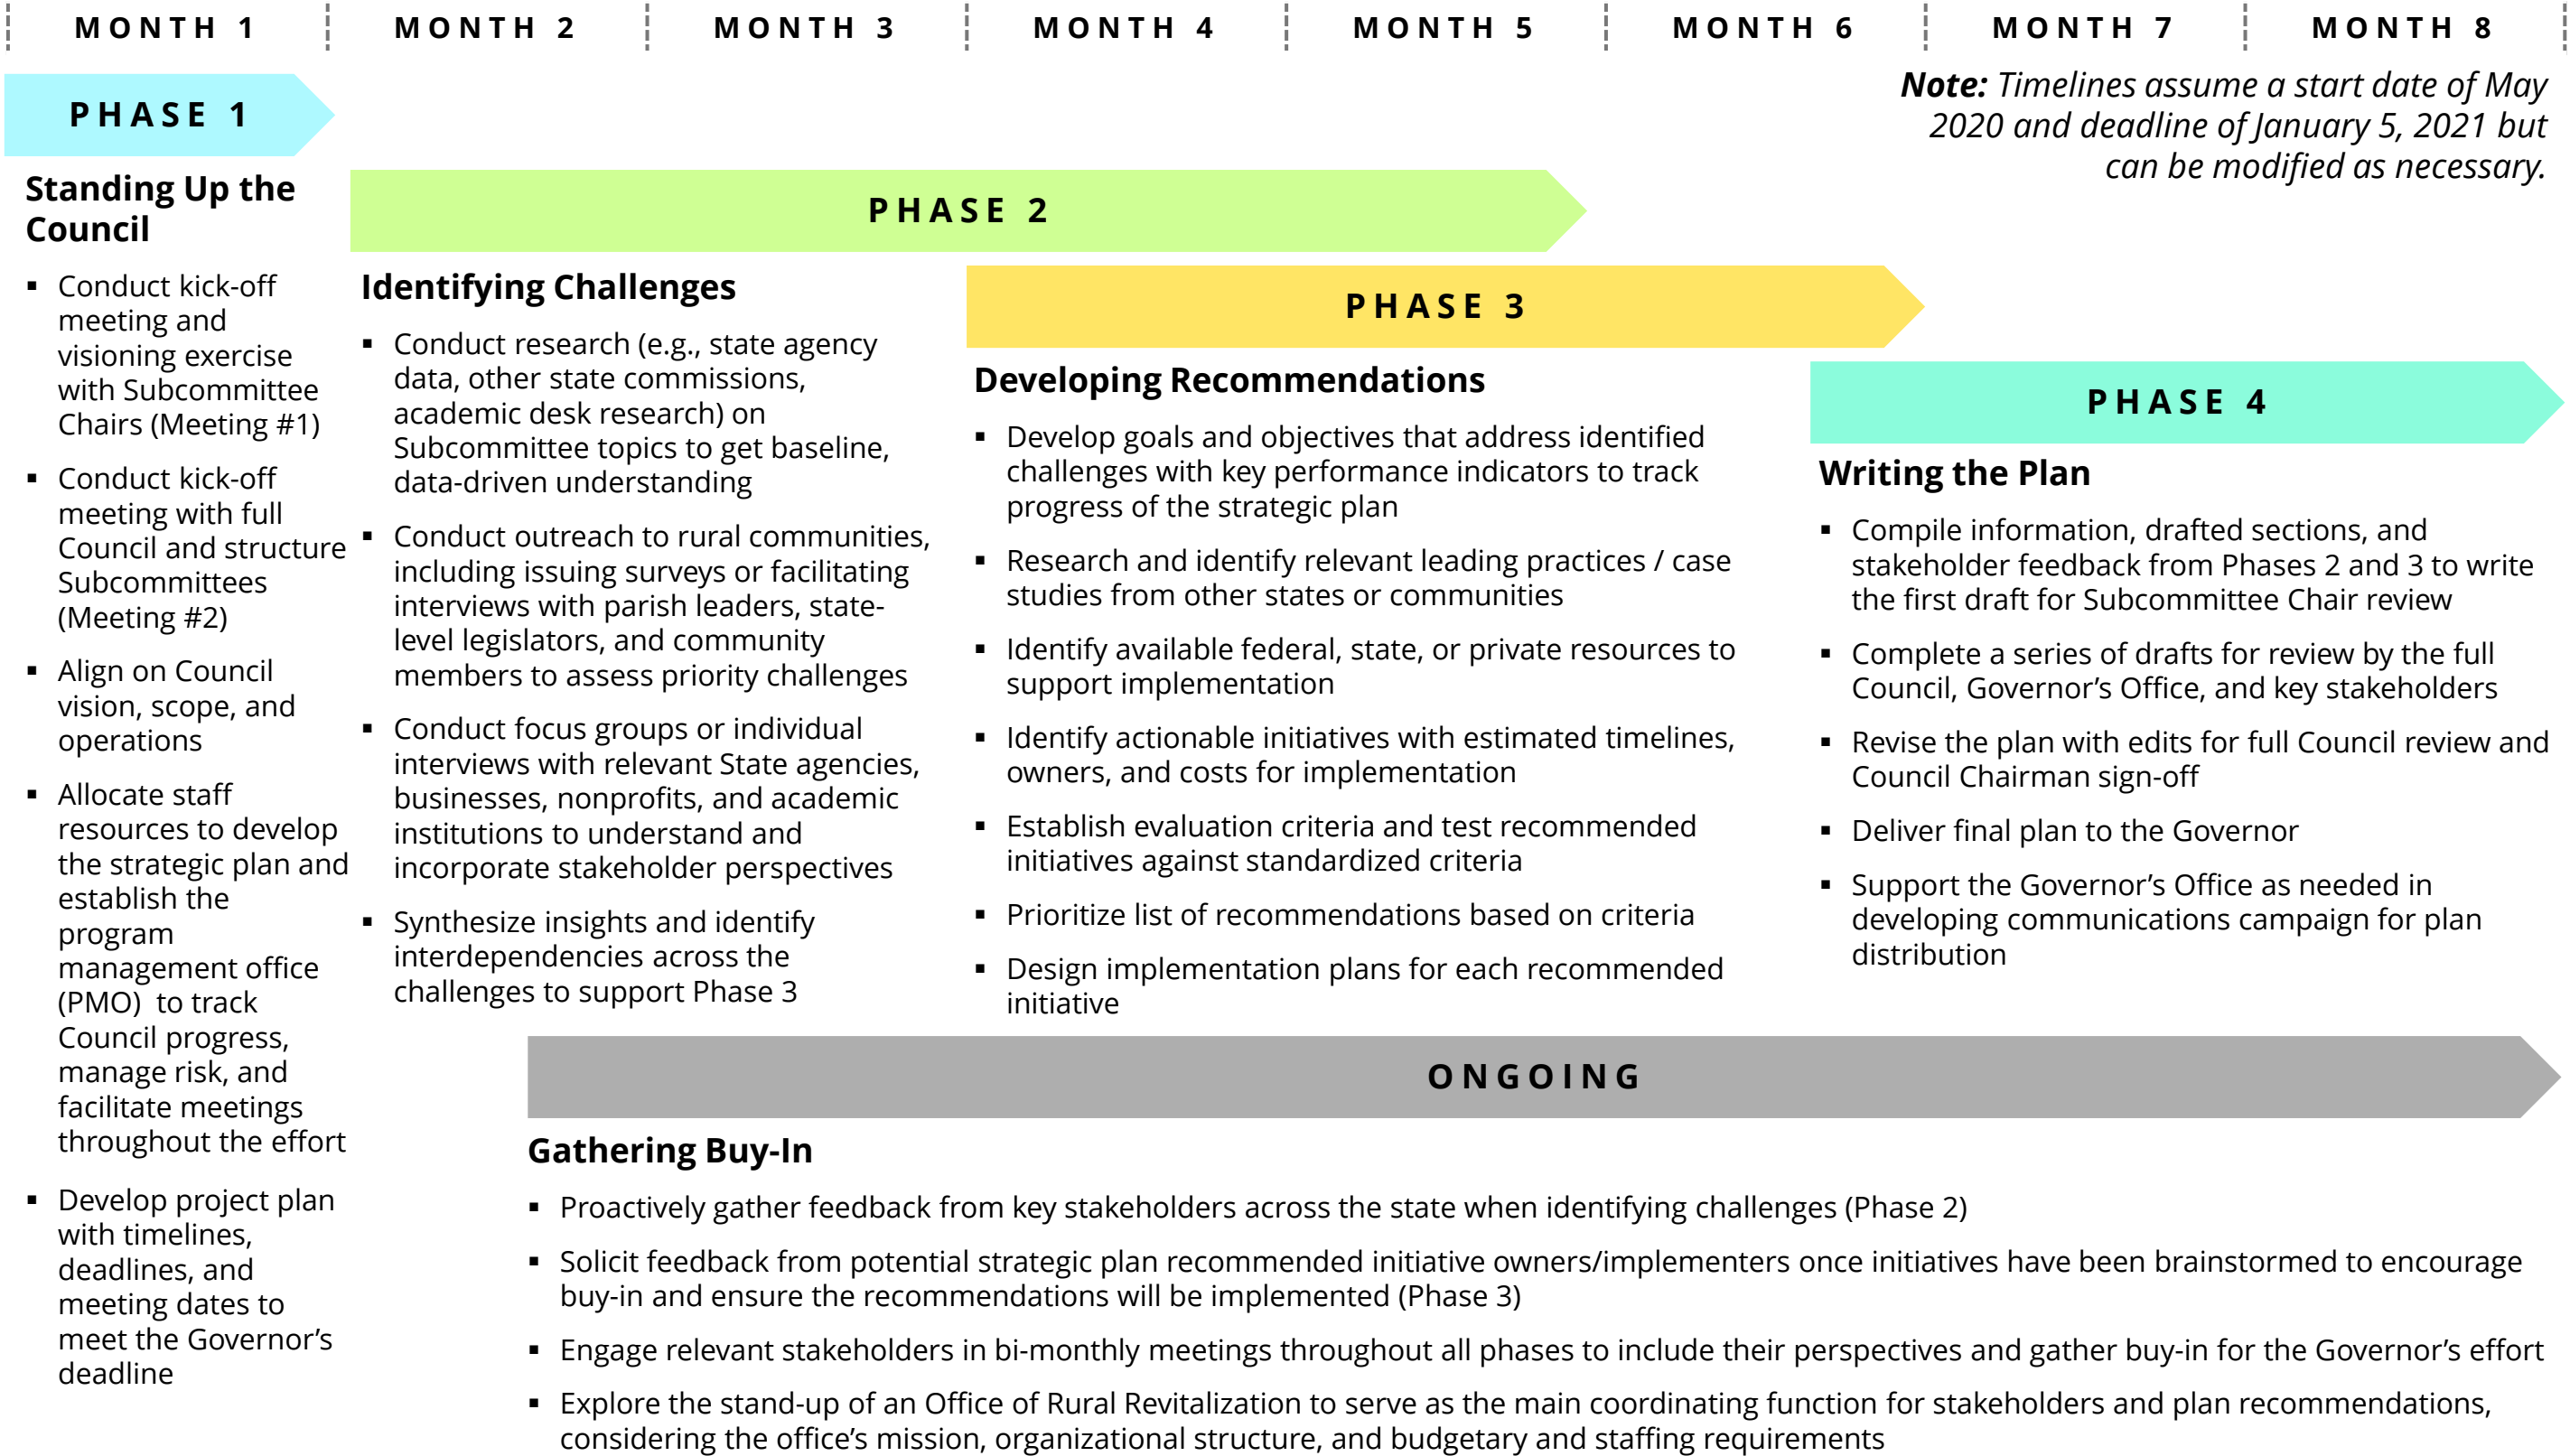 MONTH 1
MONTH 2
MONTH 3
MONTH 4
MONTH 5
MONTH 6
MONTH 7
MONTH 8
Note: Timelines assume a start date of May
2020 and deadline of January 5, 2021 but
can be modified as necessary.
PHASE 1
Standing Up the
Council
▪ Conduct kick-off
meeting and
visioning exercise
with Subcommittee
Chairs (Meeting #1)
▪ Conduct kick-off
meeting with full
Council and structure
Subcommittees
(Meeting #2)
▪ Align on Council
vision, scope, and
operations
▪ Allocate staff
resources to develop
the strategic plan and
establish the
program
management office
(PMO) to track
Council progress,
manage risk, and
facilitate meetings
throughout the effort
▪ Develop project plan
with timelines,
deadlines, and
meeting dates to
meet the Governor’s
deadline
PHASE 2
Identifying Challenges
▪ Conduct research (e.g., state agency
data, other state commissions,
academic desk research) on
Subcommittee topics to get baseline,
data-driven understanding
▪ Conduct outreach to rural communities,
including issuing surveys or facilitating
interviews with parish leaders, state-
level legislators, and community
members to assess priority challenges
▪ Conduct focus groups or individual
interviews with relevant State agencies,
businesses, nonprofits, and academic
institutions to understand and
incorporate stakeholder perspectives
▪ Synthesize insights and identify
interdependencies across the
challenges to support Phase 3
PHASE 3
Developing Recommendations
▪ Develop goals and objectives that address identified
challenges with key performance indicators to track
progress of the strategic plan
▪ Research and identify relevant leading practices / case
studies from other states or communities
▪ Identify available federal, state, or private resources to
support implementation
▪ Identify actionable initiatives with estimated timelines,
owners, and costs for implementation
▪ Establish evaluation criteria and test recommended
initiatives against standardized criteria
▪ Prioritize list of recommendations based on criteria
▪ Design implementation plans for each recommended
initiative
PHASE 4
Writing the Plan
▪ Compile information, drafted sections, and
stakeholder feedback from Phases 2 and 3 to write
the first draft for Subcommittee Chair review
▪ Complete a series of drafts for review by the full
Council, Governor’s Office, and key stakeholders
▪ Revise the plan with edits for full Council review and
Council Chairman sign-off
▪ Deliver final plan to the Governor
▪ Support the Governor’s Office as needed in
developing communications campaign for plan
distribution
ONGOING
Gathering Buy-In
▪ Proactively gather feedback from key stakeholders across the state when identifying challenges (Phase 2)
▪ Solicit feedback from potential strategic plan recommended initiative owners/implementers once initiatives have been brainstormed to encourage
buy-in and ensure the recommendations will be implemented (Phase 3)
▪ Engage relevant stakeholders in bi-monthly meetings throughout all phases to include their perspectives and gather buy-in for the Governor’s effort
▪ Explore the stand-up of an Office of Rural Revitalization to serve as the main coordinating function for stakeholders and plan recommendations,
considering the office’s mission, organizational structure, and budgetary and staffing requirements